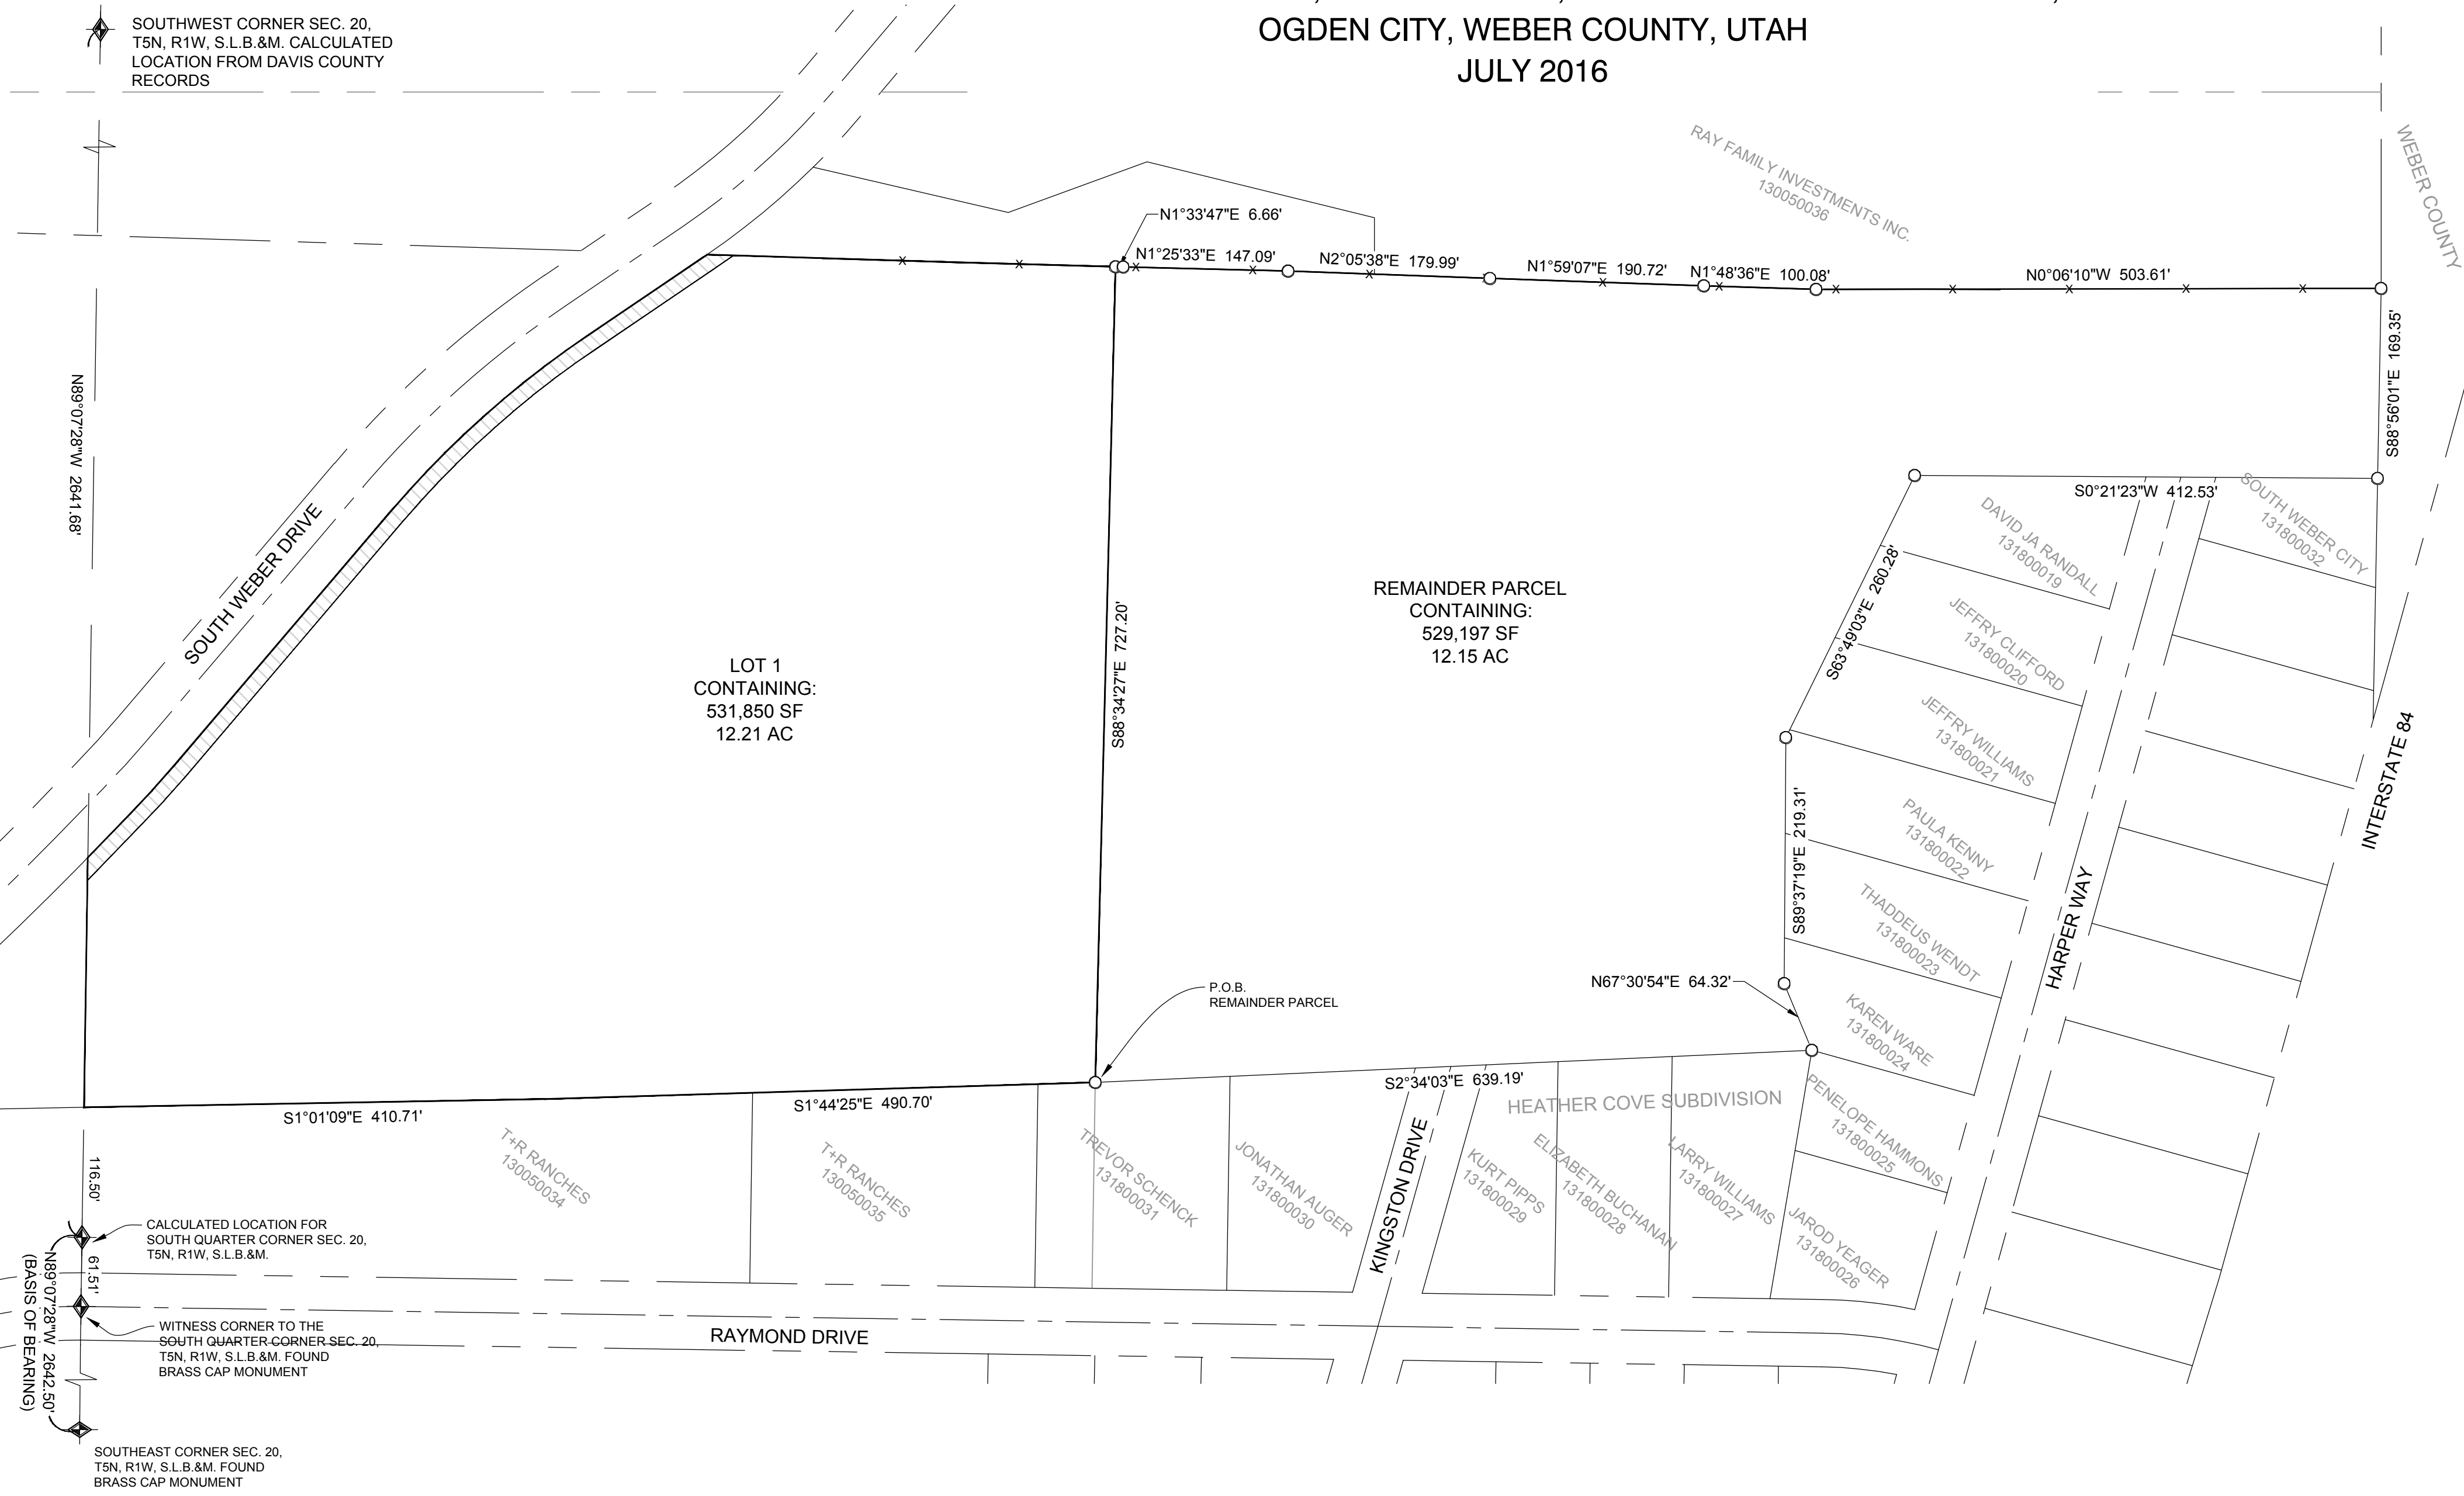 OGDEN CITY, WEBER COUNTY, UTAH
JULY 2016
SOUTHWEST CORNER SEC. 20,
T5N, R1W, S.L.B.&M. CALCULATED
LOCATION FROM DAVIS COUNTY
RECORDS
RAY FAMILY INVESTMENTS INC.
130050036
WEBER COUNTY
N1°33'47"E 6.66'
N1°25'33"E 147.09'
N2°05'38"E 179.99'
N1°59'07"E 190.72'
N1°48'36"E 100.08'
N0°06'10"W 503.61'
S88°56'01"E 169.35'
N89°07'28"W 2641.68'
SOUTH WEBER DRIVE
S0°21'23"W 412.53'
SOUTH WEBER CITY
131800032
DAVID JA RANDALL
131800019
S63°49'03"E 260.28'
JEFFRY CLIFFORD
131800020
REMAINDER PARCEL
CONTAINING:
529,197 SF
12.15 AC
LOT 1
CONTAINING:
531,850 SF
12.21 AC
S88°34'27"E 727.20'
JEFFRY WILLIAMS
131800021
INTERSTATE 84
S89°37'19"E 219.31'
PAULA KENNY
131800022
THADDEUS WENDT
131800023
HARPER WAY
N67°30'54"E 64.32'
P.O.B.
REMAINDER PARCEL
KAREN WARE
131800024
S2°34'03"E 639.19'
HEATHER COVE SUBDIVISION
PENELOPE HAMMONS
131800025
S1°01'09"E 410.71'
S1°44'25"E 490.70'
T+R RANCHES
130050034
T+R RANCHES
130050035
TREVOR SCHENCK
131800031
JONATHAN AUGER
131800030
KINGSTON DRIVE
KURT PIPPS
131800029
ELIZABETH BUCHANAN
131800028
LARRY WILLIAMS
131800027
JAROD YEAGER
131800026
116.50'
CALCULATED LOCATION FOR
SOUTH QUARTER CORNER SEC. 20,
T5N, R1W, S.L.B.&M.
61.51'
N89°07'28"W 2642.50'
(BASIS OF BEARING)
WITNESS CORNER TO THE
SOUTH QUARTER CORNER SEC. 20,
T5N, R1W, S.L.B.&M. FOUND
BRASS CAP MONUMENT
RAYMOND DRIVE
SOUTHEAST CORNER SEC. 20,
T5N, R1W, S.L.B.&M. FOUND
BRASS CAP MONUMENT